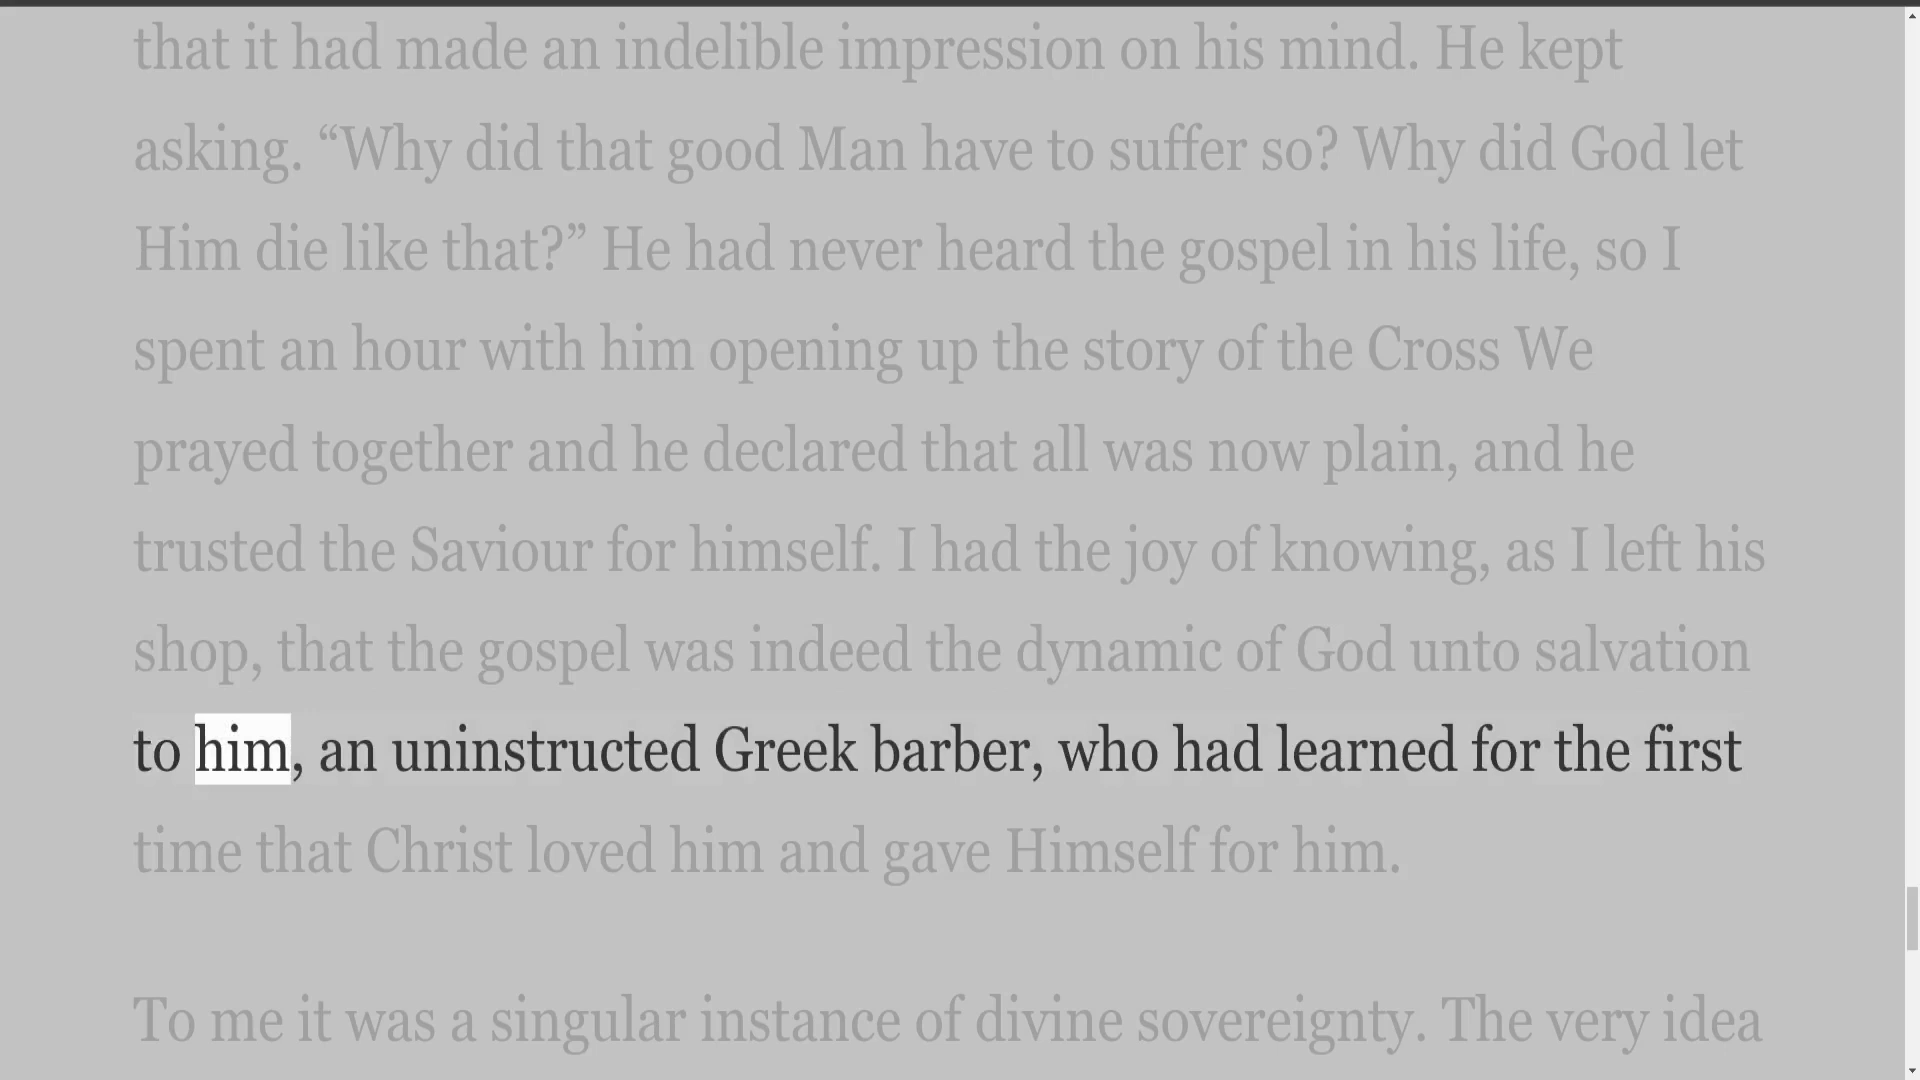 that it had made an indelible impression on his mind. He kept
asking. “Why did that good Man have to suffer so? Why did God let
Him die like that?” He had never heard the gospel in his life, so I
spent an hour with him opening up the story of the Cross We
prayed together and he declared that all was now plain, and he
trusted the Saviour for himself. I had the joy of knowing, as I left his
shop, that the gospel was indeed the dynamic of God unto salvation
to him, an uninstructed Greek barber, who had learned for the first
time that Christ loved him and gave Himself for him.
To me it was a singular instance of divine sovereignty. The very idea